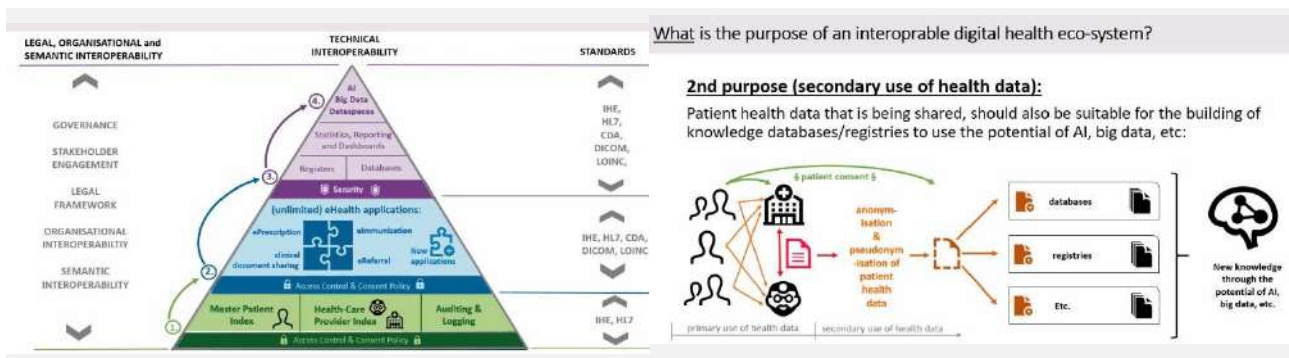 LEGAL, ORGANISATIONAL and
SEMANTIC INTEROPERABILITY
GOVERNANCE
STAKEHOLDER
ENGAGEMENT
LEGAL
FRAMEWORK
ORGANISATIONAL
INTEROPERABILTIY
SEMANTIC
INTEROPERABILITY
TECHNICAL
INTEROPERABILITY
4.
AI
Big Data
Dataspaces
Statistics, Reporting
and Dashboards
3.
Registers
Databases
Security
(unlimited) eHealth applications:
ePrescription
eImmunization
clinical
document sharing
eReferral
New
applications
2.
Access Control & Consent Policy
Master Patient
Index
Health-Care
Provider Index
Auditing &
Logging
1.
Access Control & Consent Policy
STANDARDS
IHE,
HL7,
CDA,
DICOM,
LOINC,
IHE, HL7, CDA,
DICOM, LOINC
IHE, HL7
What is the purpose of an interoprable digital health eco-system?
2nd purpose (secondary use of health data):
Patient health data that is being shared, should also be suitable for the building of
knowledge databases/registries to use the potential of AI, big data, etc:
§ patient consent §
anonym-
isation
&
pseudonym
-isation of
patient
health
data
databases
registries
Etc.
New knowledge
through the
potential of AI,
big data, etc.
primary use of health data
secondary use of health data